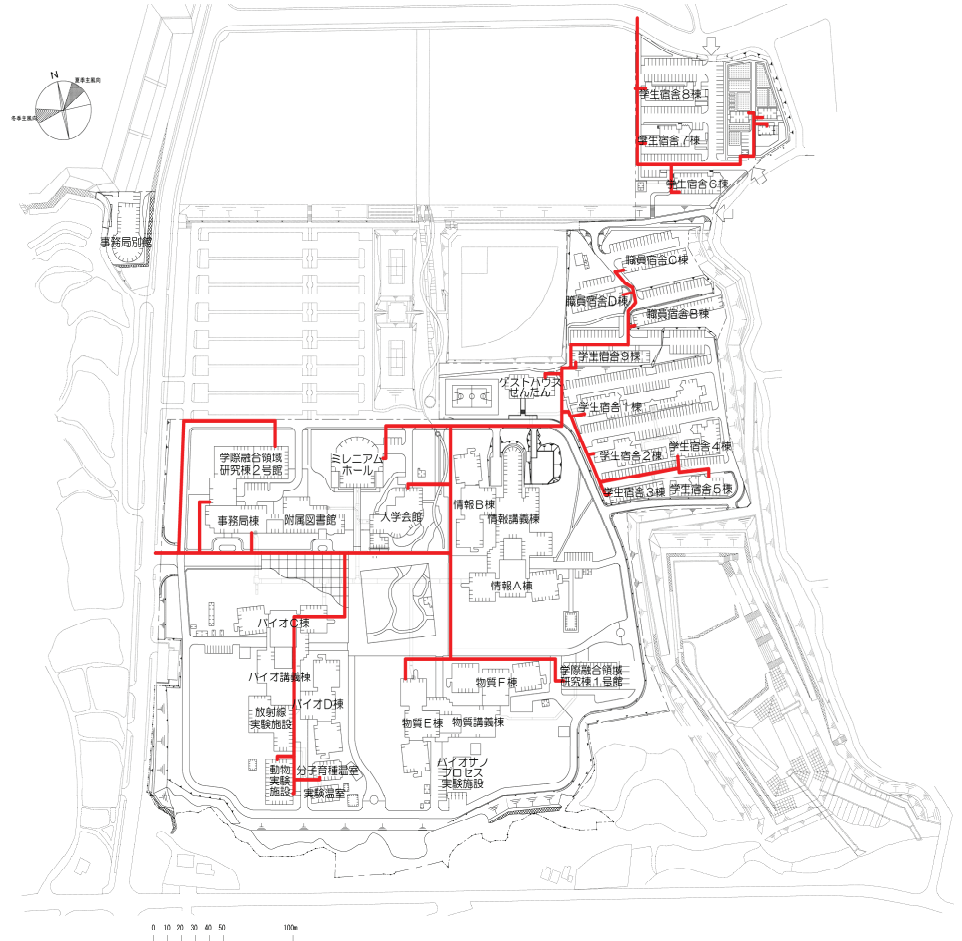 N
夏季主風向
冬季主風向
学生宿舎8棟
学生宿舎7棟
学生宿舎6棟
事務局別館
職員宿舎C棟
職員宿舎D棟
職員宿舎B棟
学生宿舎9棟
ゲストハウス
せんたん
学生宿舎1棟
学生宿舎4棟
学生宿舎2棟
学生宿舎3棟
学生宿舎5棟
学際融合領域
研究棟2号館
ミレニアム
ホール
事務局棟
附属図書館
大学会館
情報B棟
情報講義棟
情報A棟
バイオC棟
バイオ講義棟
バイオD棟
放射線
実験施設
動物
実験
施設
分子育種温室
実験温室
学際融合領域
研究棟1号館
物質F棟
物質E棟
物質講義棟
バイオナノ
プロセス
実験施設
0 10 20 30 40 50 100m